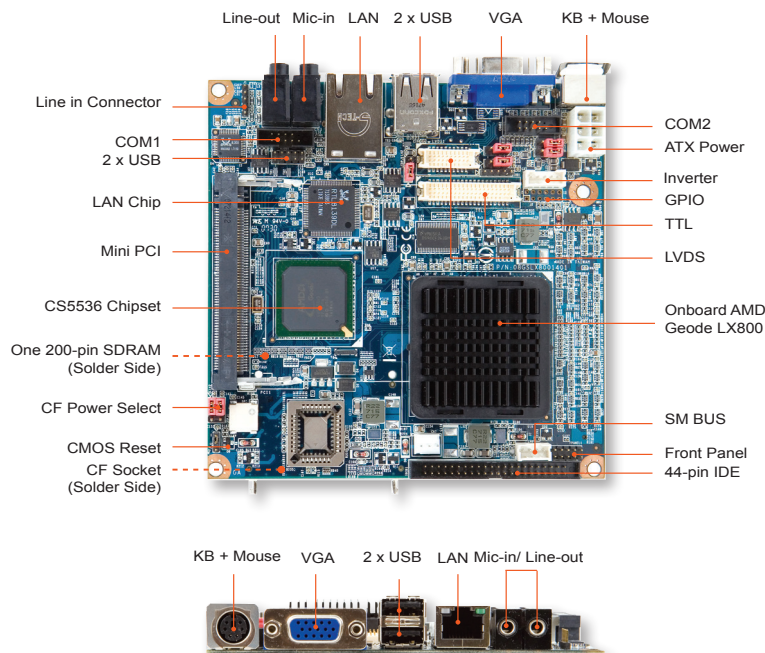 Line-out Mic-in LAN 2 x USB VGA KB + Mouse
Line in Connector
COM1
2 x USB
LAN Chip
Mini PCI
CS5536 Chipset
One 200-pin SDRAM
(Solder Side)
CF Power Select
CMOS Reset
CF Socket
(Solder Side)
COM2
ATX Power
Inverter
GPIO
TTL
LVDS
Onboard AMD
Geode LX800
SM BUS
Front Panel
44-pin IDE
KB + Mouse VGA 2 x USB LAN Mic-in/ Line-out